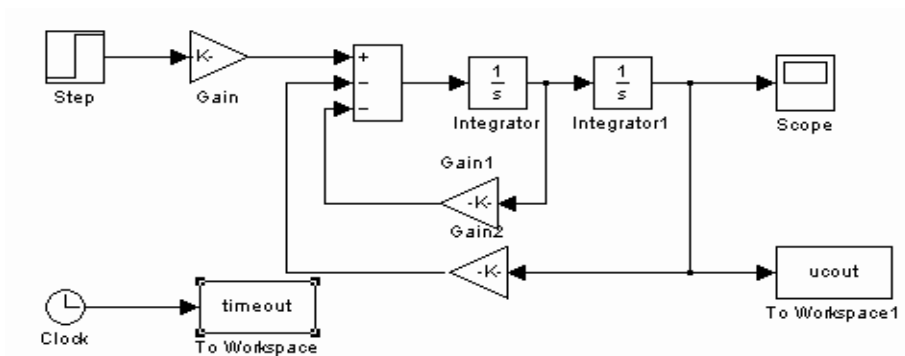 Step
K-
Gain
+
−
−
1
s
Integrator
1
s
Integrator1
Scope
Gain1
-K-
Gain2
-K-
ucout
To Workspace1
Clock
timeout
To Workspace